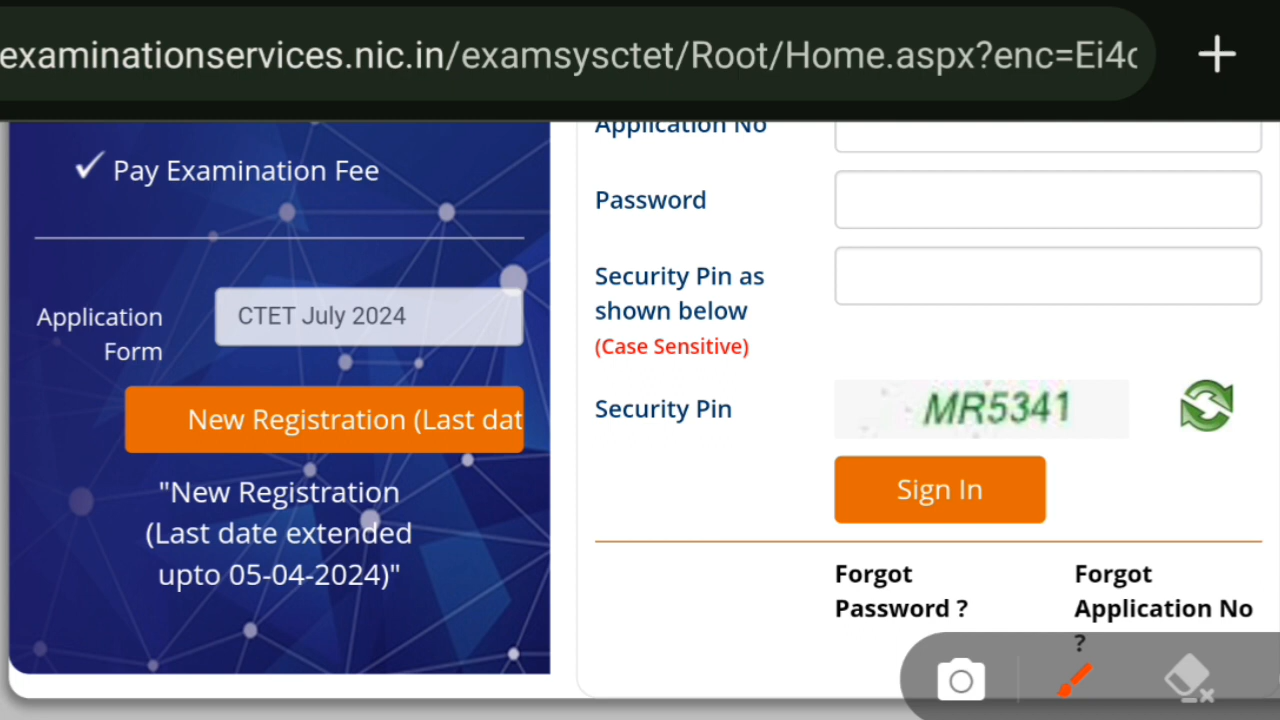 examinationservices.nic.in/examsysctet/Root/Home.aspx?enc=Ei4c
Pay Examination Fee
Application Form
CTET July 2024
New Registration (Last dat
"New Registration
(Last date extended
upto 05-04-2024)"
Application No
Password
Security Pin as
shown below
(Case Sensitive)
Security Pin
MR5341
Sign In
Forgot
Password ?
Forgot
Application No
?